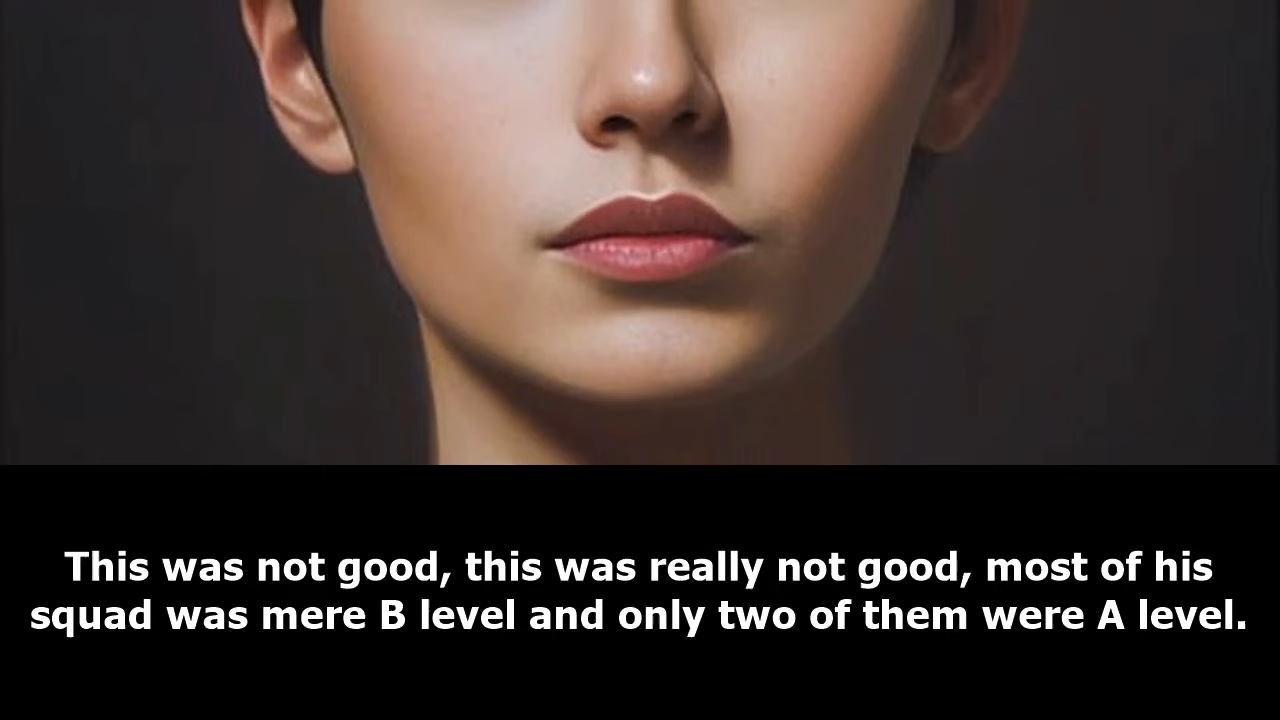 This was not good, this was really not good, most of his
squad was mere B level and only two of them were A level.